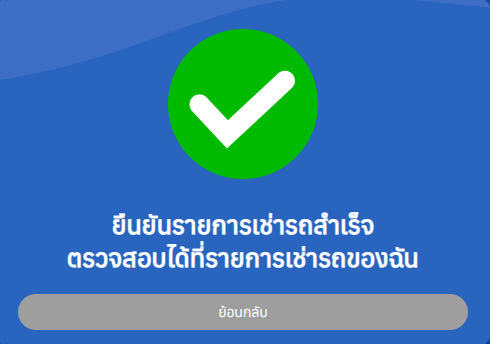 ยืนยันรายการเช่ารถสำเร็จ
ตรวจสอบได้ที่รายการเช่ารถของฉัน
ย้อนกลับ